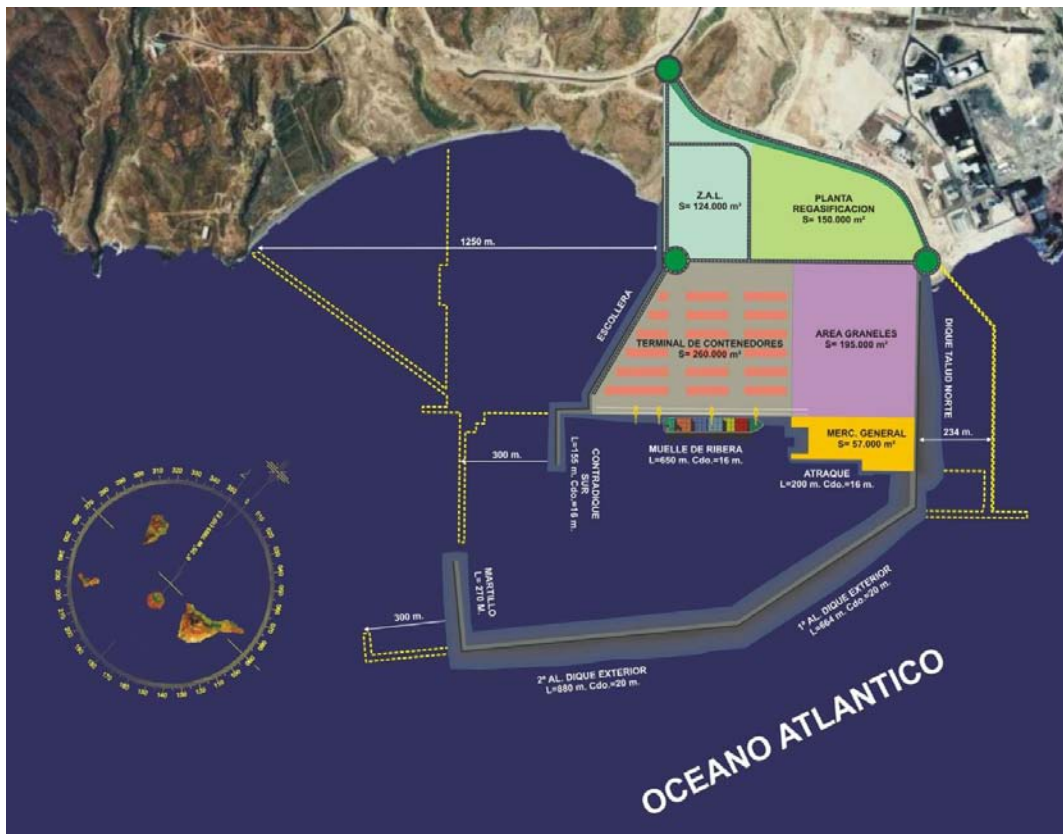 Z.A.L.
S= 124.000 m²
PLANTA
REGASIFICACION
S= 150.000 m²
1250 m.
ESCOLLERA
TERMINAL DE CONTENEDORES
S= 260.000 m²
AREA GRANELES
S= 195.000 m²
DIQUE TALUD NORTE
MERC. GENERAL
S= 57.000 m²
234 m.
MUELLE DE RIBERA
L=650 m. Cdo.=16 m.
ATRAQUE
L=200 m. Cdo.=16 m.
300 m.
CONTRADIQUE
SUR
L=155 m. Cdo.=16 m.
MARTILLO
L= 270 M.
300 m.
1ª AL. DIQUE EXTERIOR
L=664 m. Cdo.=20 m.
2ª AL. DIQUE EXTERIOR
L=880 m. Cdo.=20 m.
OCEANO ATLANTICO